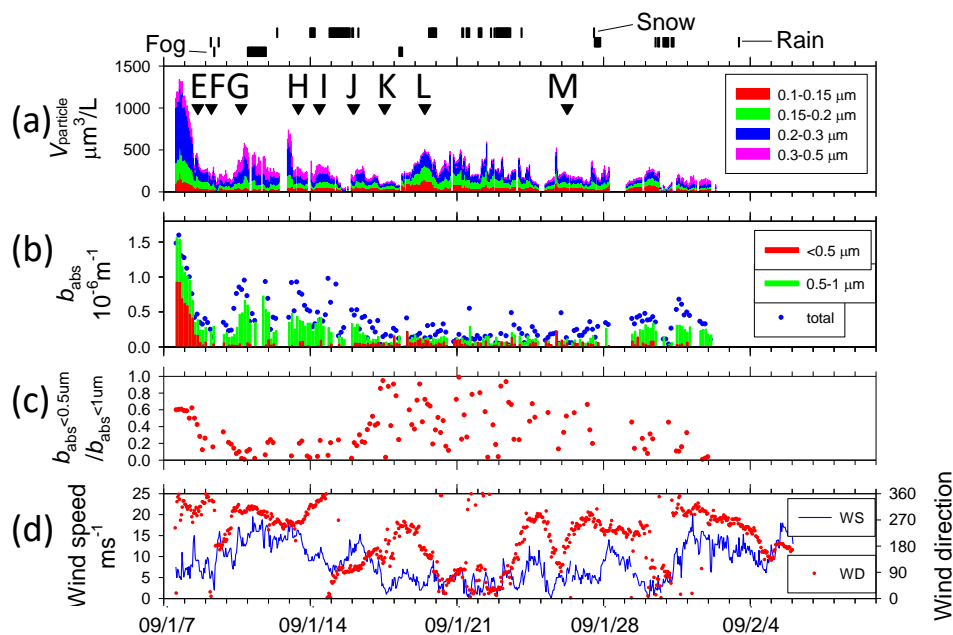 Snow
Fog
Rain
(a)
Vparticle
μm³/L
1500
1000
500
0
E F G H I J K L M
0.1-0.15 μm
0.15-0.2 μm
0.2-0.3 μm
0.3-0.5 μm
(b)
babs
10⁻⁶m⁻¹
1.5
1.0
0.5
0.0
<0.5 μm
0.5-1 μm
total
(c)
babs<0.5um
/babs<1um
1.0
0.8
0.6
0.4
0.2
0.0
(d)
Wind speed
ms⁻¹
25
20
15
10
5
0
WS
WD
360
270
180
90
0
Wind direction
09/1/7 09/1/14 09/1/21 09/1/28 09/2/4